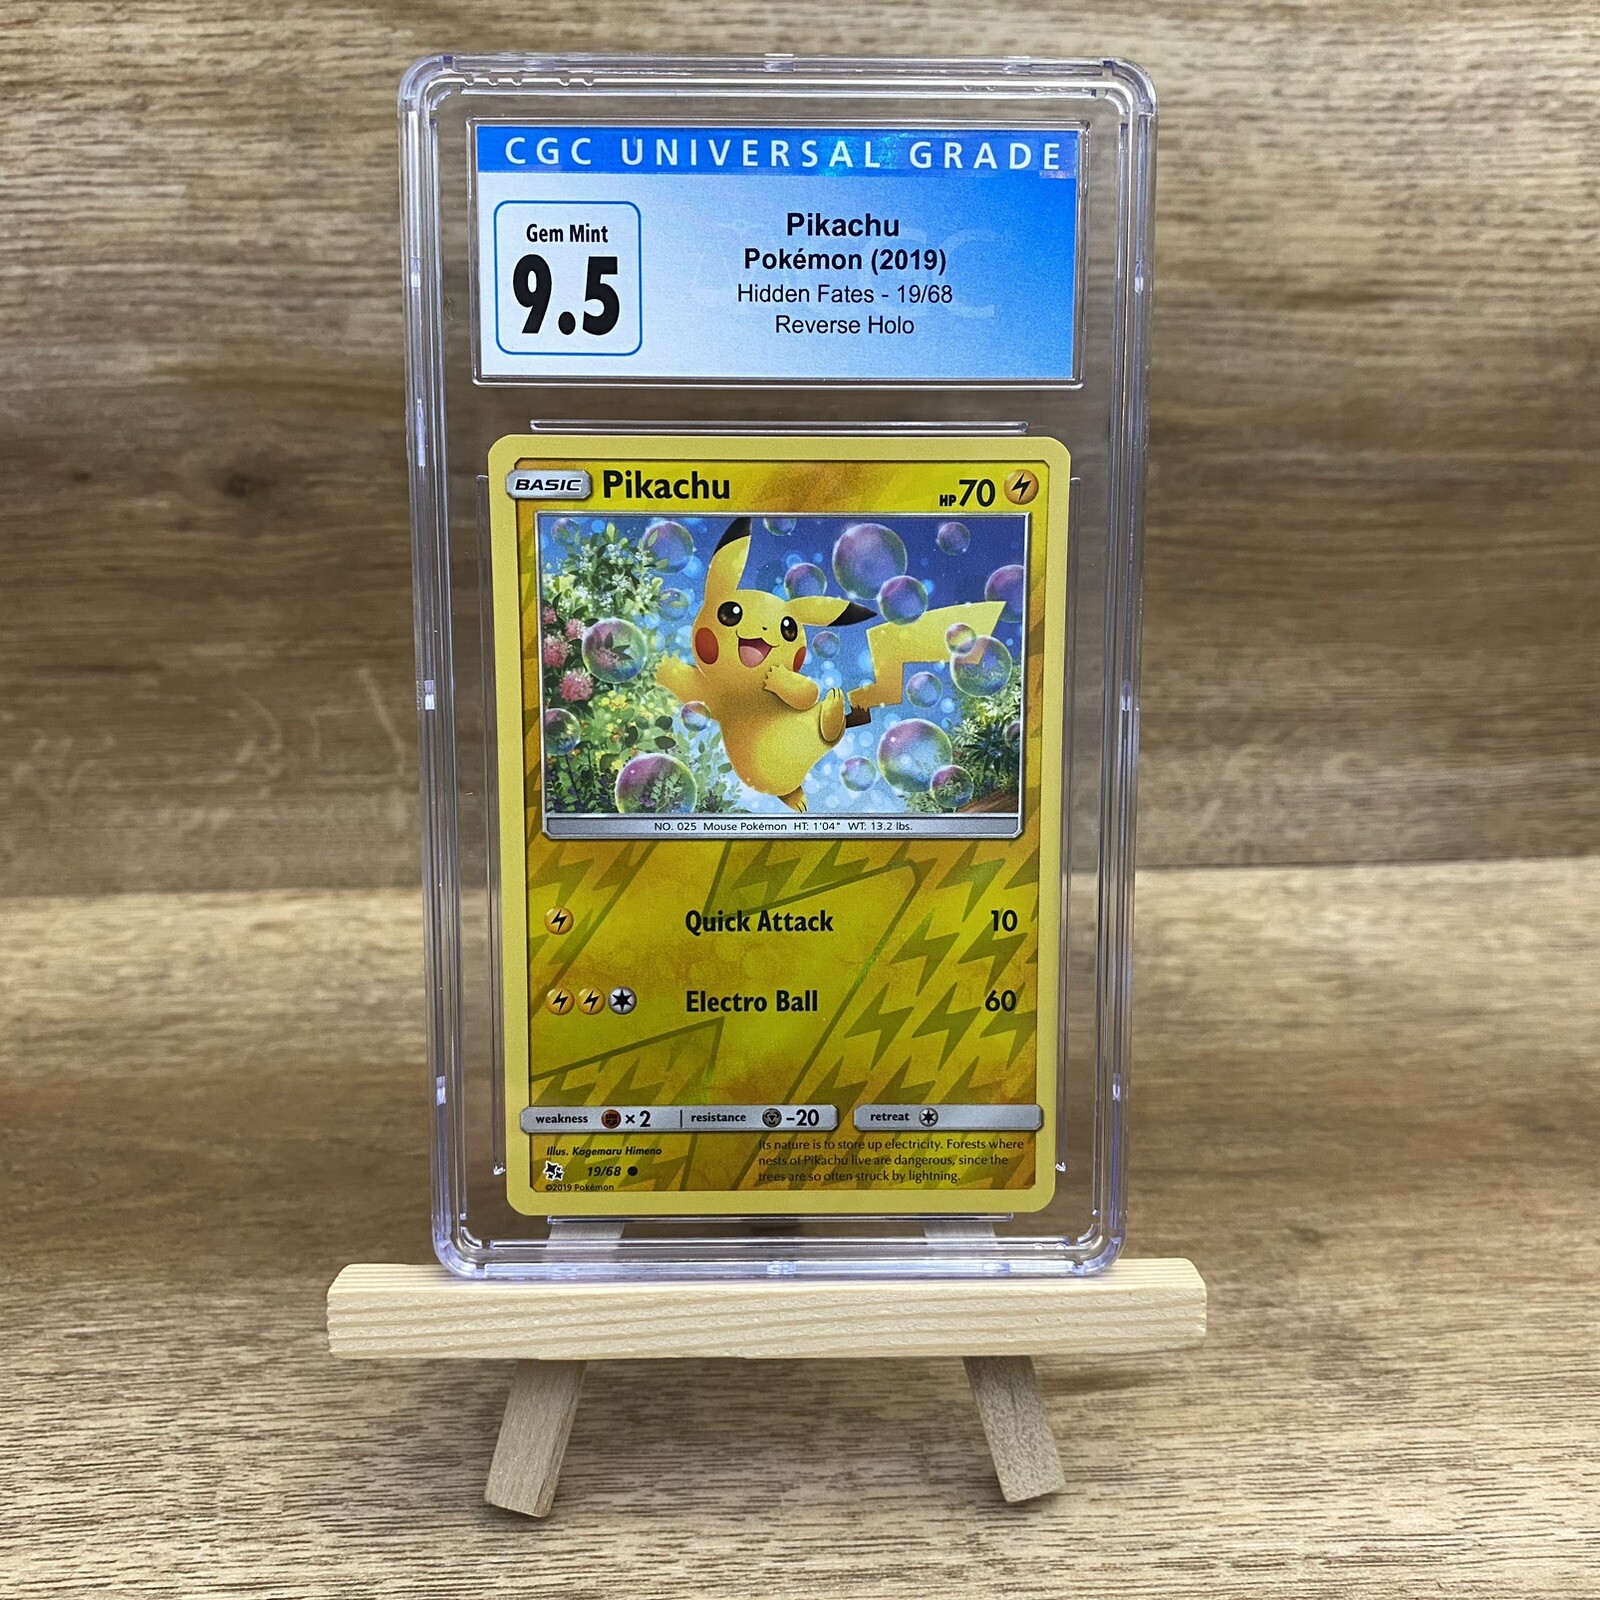 CGC UNIVERSAL GRADE
Gem Mint
9.5
Pikachu
Pokémon (2019)
Hidden Fates - 19/68
Reverse Holo
BASIC Pikachu HP 70
NO. 025 Mouse Pokémon HT: 1'04" WT: 13.2 lbs.
Quick Attack 10
Electro Ball 60
weakness × 2 resistance -20 retreat
Illus. Kagemaru Himeno
19/68
©2019 Pokémon
Its nature is to store up electricity. Forests where
nests of Pikachu live are dangerous, since the
trees are so often struck by lightning.